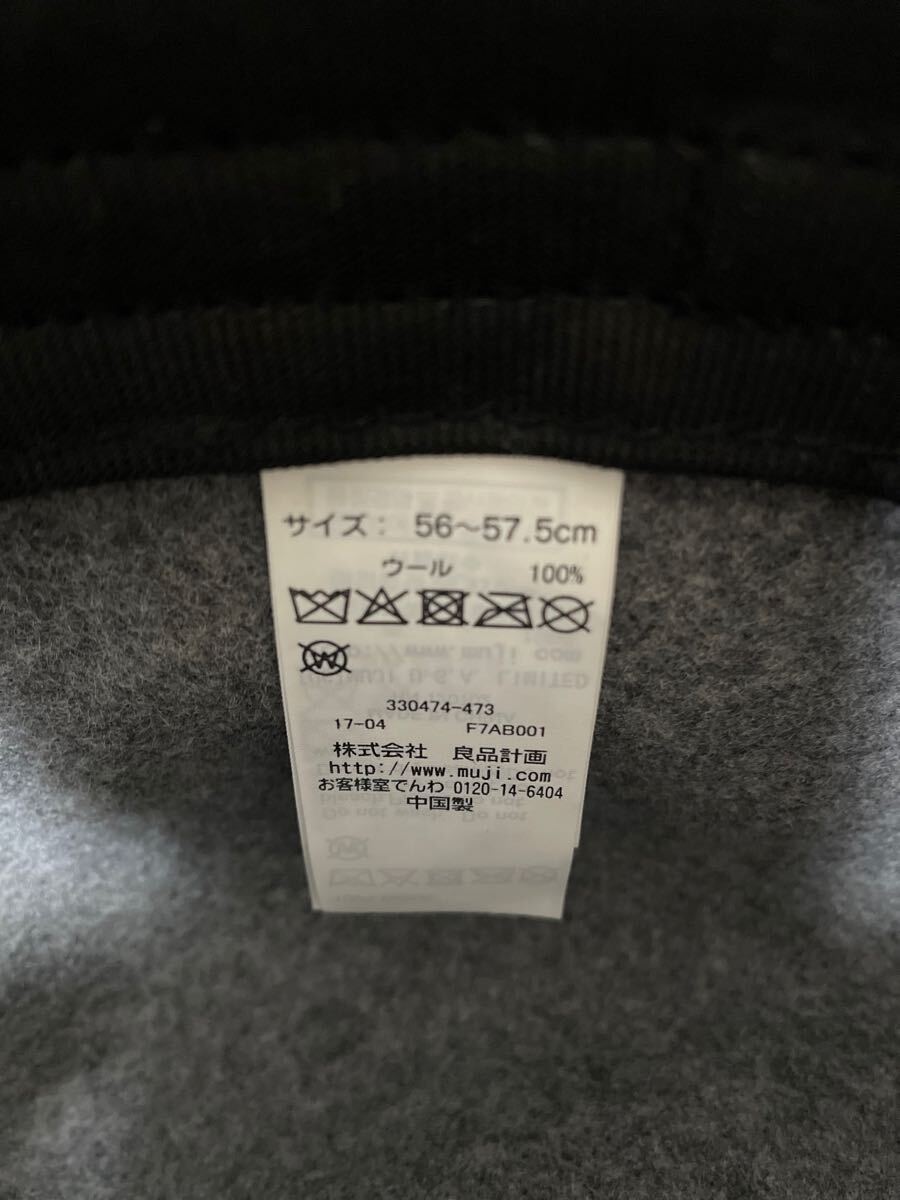 サイズ： 56～57.5cm
ウール 100%
330474-473
17-04 F7AB001
株式会社 良品計画
http://www.muji.com
お客様室でんわ 0120-14-6404
中国製